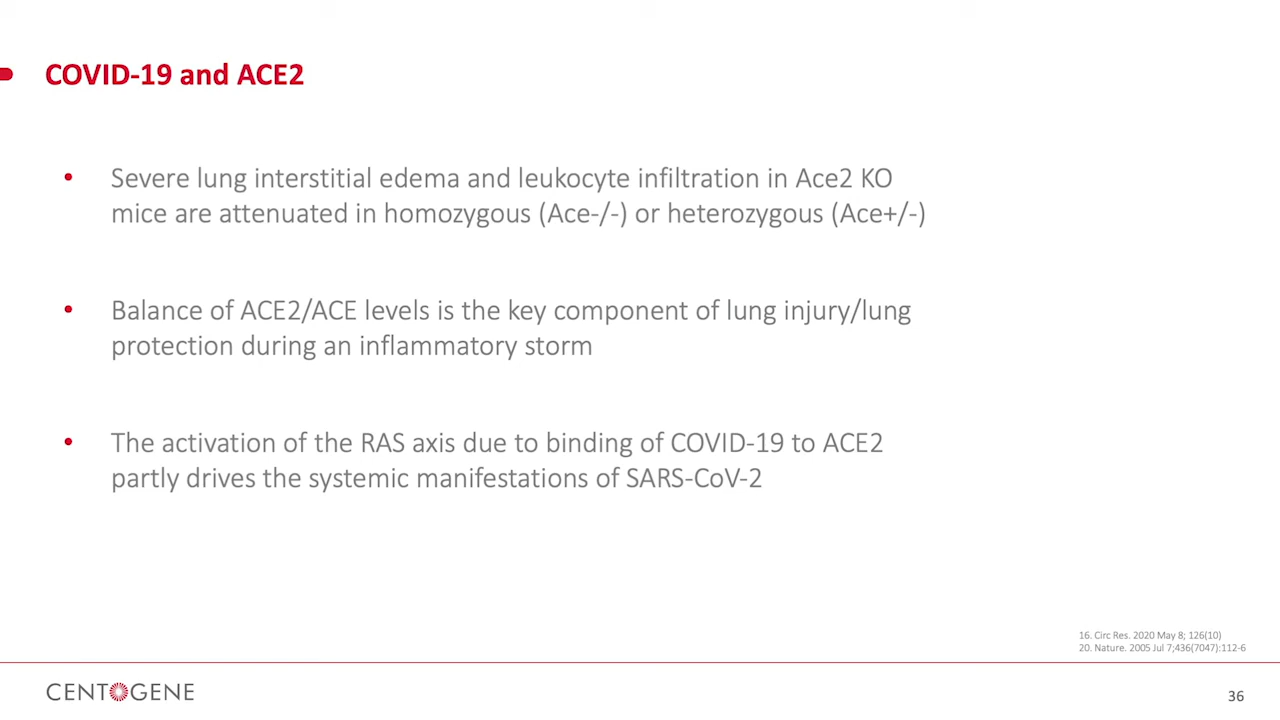 COVID-19 and ACE2
• Severe lung interstitial edema and leukocyte infiltration in Ace2 KO
mice are attenuated in homozygous (Ace-/-) or heterozygous (Ace+/-)
• Balance of ACE2/ACE levels is the key component of lung injury/lung
protection during an inflammatory storm
• The activation of the RAS axis due to binding of COVID-19 to ACE2
partly drives the systemic manifestations of SARS-CoV-2
16. Circ Res. 2020 May 8; 126(10)
20. Nature. 2005 Jul 7;436(7047):112-6
CENTOGENE
36